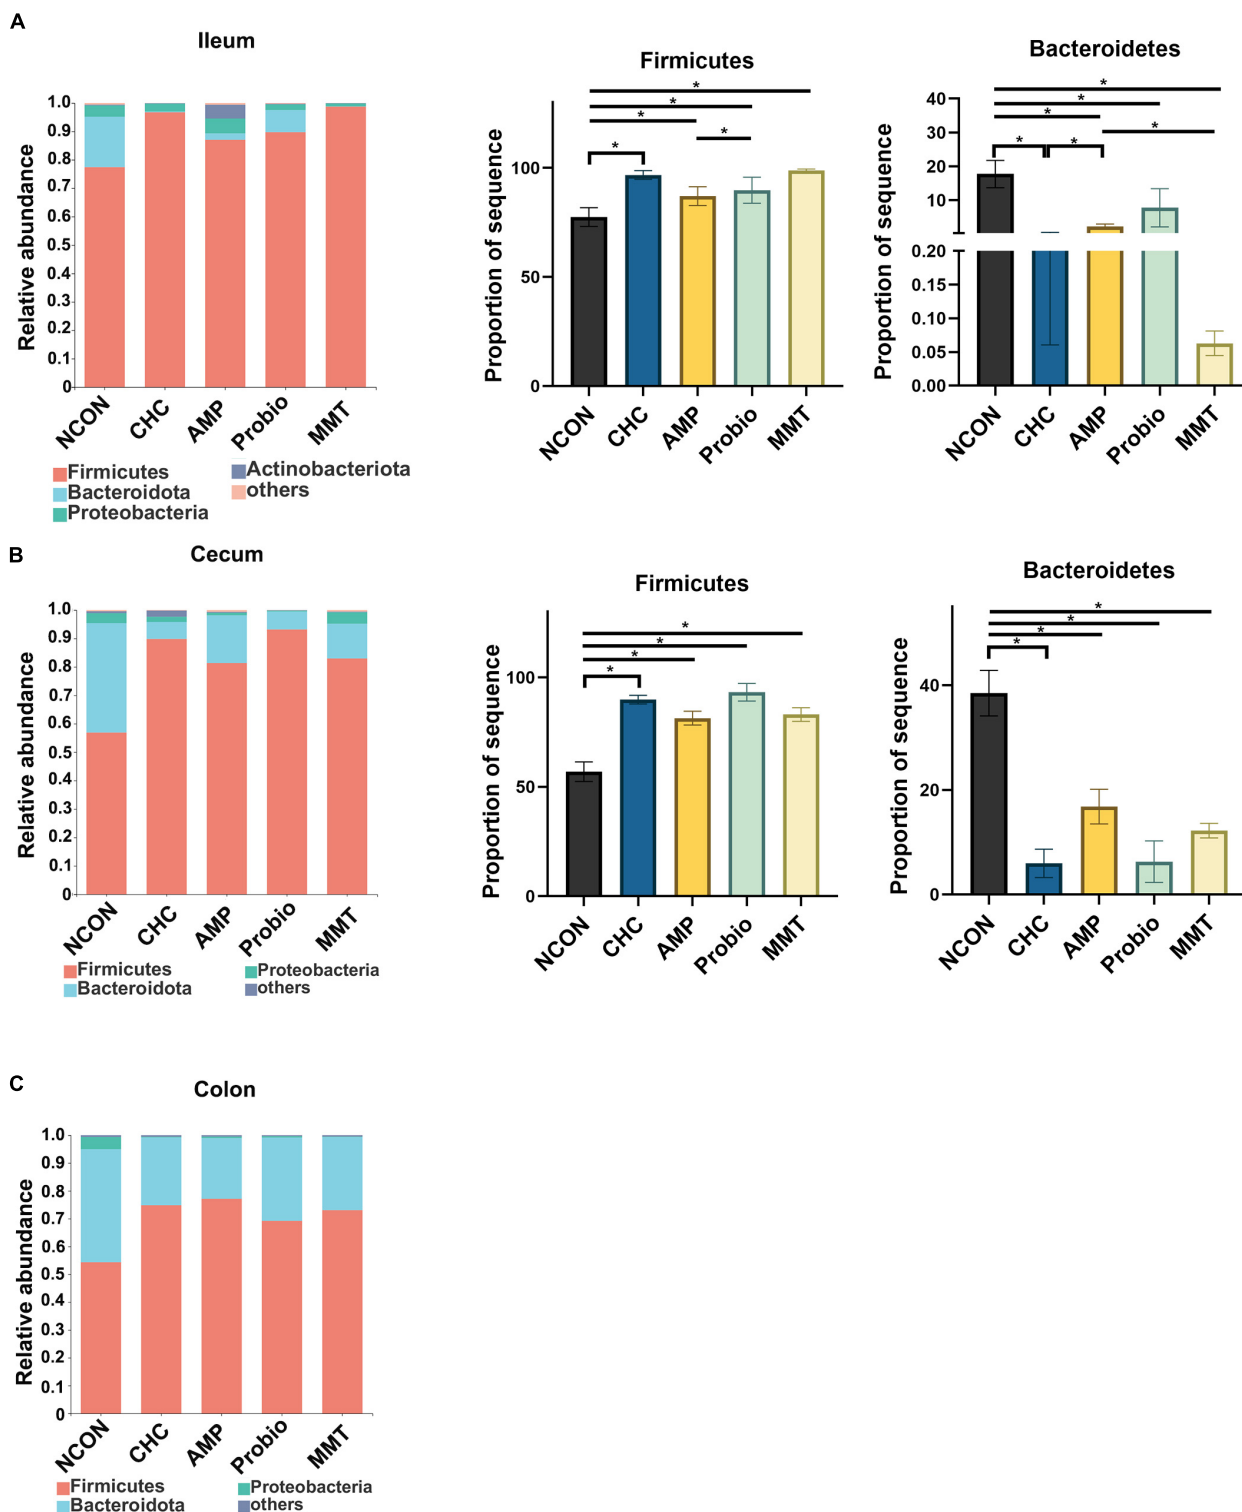 A
Ileum
Relative abundance
1.0
0.9
0.8
0.7
0.6
0.5
0.4
0.3
0.2
0.1
0
NCON
CHC
AMP
Probio
MMT
Firmicutes
Bacteroidota
Proteobacteria
Actinobacteriota
others
Firmicutes
Proportion of sequence
100
50
0
*
*
*
*
*
NCON
CHC
AMP
Probio
MMT
Bacteroidetes
Proportion of sequence
40
30
20
10
0.20
0.15
0.10
0.05
0.00
*
*
*
*
*
*
NCON
CHC
AMP
Probio
MMT
B
Cecum
Relative abundance
1.0
0.9
0.8
0.7
0.6
0.5
0.4
0.3
0.2
0.1
0
NCON
CHC
AMP
Probio
MMT
Firmicutes
Bacteroidota
Proteobacteria
others
Firmicutes
Proportion of sequence
100
50
0
*
*
*
*
NCON
CHC
AMP
Probio
MMT
Bacteroidetes
Proportion of sequence
40
20
0
*
*
*
*
NCON
CHC
AMP
Probio
MMT
C
Colon
Relative abundance
1.0
0.9
0.8
0.7
0.6
0.5
0.4
0.3
0.2
0.1
0
NCON
CHC
AMP
Probio
MMT
Firmicutes
Bacteroidota
Proteobacteria
others